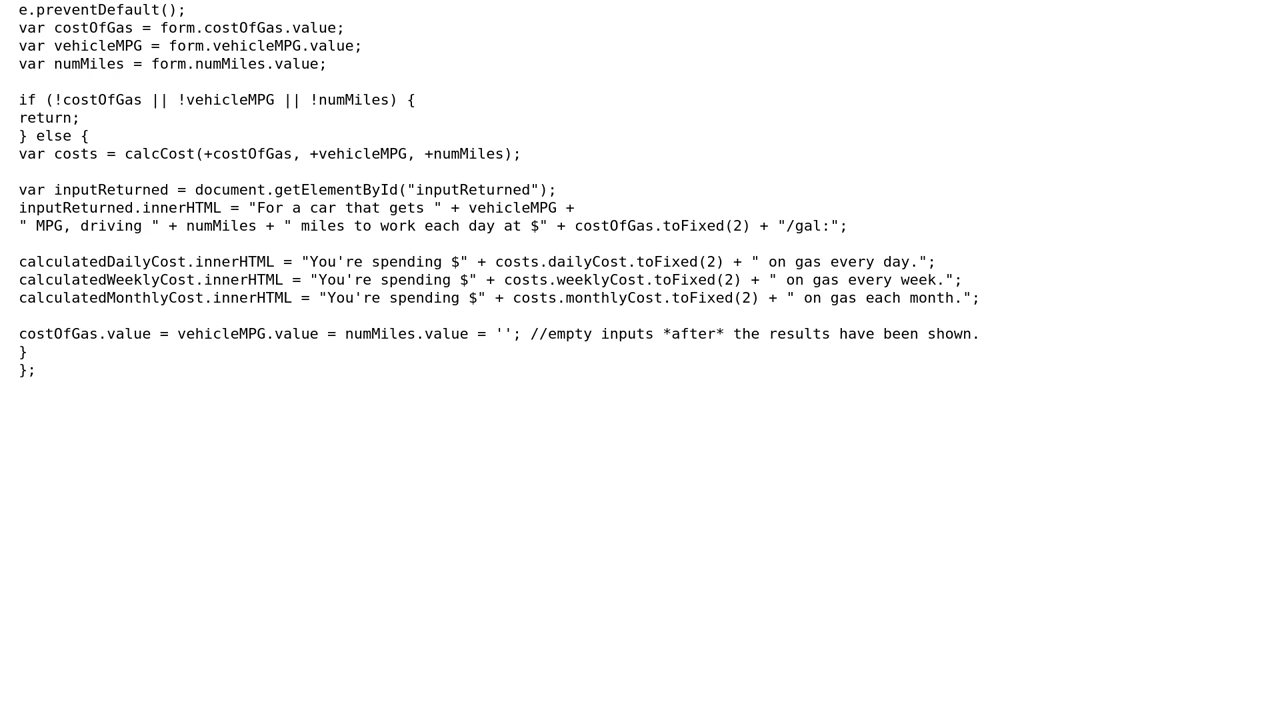 e.preventDefault();
var costOfGas = form.costOfGas.value;
var vehicleMPG = form.vehicleMPG.value;
var numMiles = form.numMiles.value;

if (!costOfGas || !vehicleMPG || !numMiles) {
return;
} else {
var costs = calcCost(+costOfGas, +vehicleMPG, +numMiles);

var inputReturned = document.getElementById("inputReturned");
inputReturned.innerHTML = "For a car that gets " + vehicleMPG +
" MPG, driving " + numMiles + " miles to work each day at $" + costOfGas.toFixed(2) + "/gal:";

calculatedDailyCost.innerHTML = "You're spending $" + costs.dailyCost.toFixed(2) + " on gas every day.";
calculatedWeeklyCost.innerHTML = "You're spending $" + costs.weeklyCost.toFixed(2) + " on gas every week.";
calculatedMonthlyCost.innerHTML = "You're spending $" + costs.monthlyCost.toFixed(2) + " on gas each month.";

costOfGas.value = vehicleMPG.value = numMiles.value = ''; //empty inputs *after* the results have been shown.
}
};